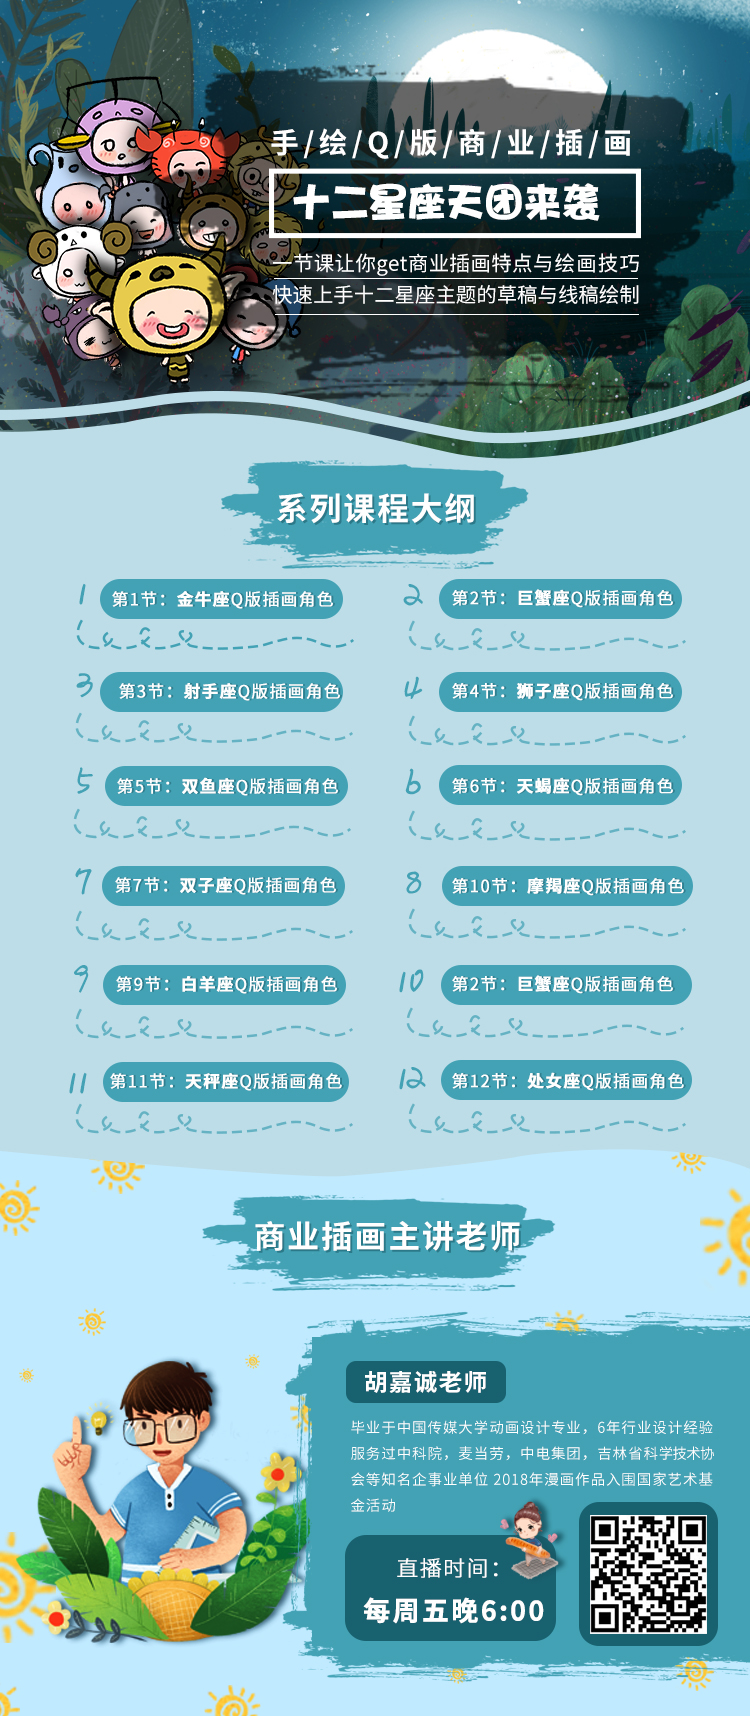 手/绘/Q/版/商/业/插/画
十二星座天团来袭
一节课让你get商业插画特点与绘画技巧
快速上手十二星座主题的草稿与线稿绘制
系列课程大纲
1 第1节：金牛座Q版插画角色
2 第2节：巨蟹座Q版插画角色
3 第3节：射手座Q版插画角色
4 第4节：狮子座Q版插画角色
5 第5节：双鱼座Q版插画角色
6 第6节：天蝎座Q版插画角色
7 第7节：双子座Q版插画角色
8 第10节：摩羯座Q版插画角色
9 第9节：白羊座Q版插画角色
10 第2节：巨蟹座Q版插画角色
11 第11节：天秤座Q版插画角色
12 第12节：处女座Q版插画角色
商业插画主讲老师
胡嘉诚老师
毕业于中国传媒大学动画设计专业，6年行业设计经验
服务过中科院，麦当劳，中电集团，吉林省科学技术协
会等知名企事业单位 2018年漫画作品入围国家艺术基
金活动
直播时间：
每周五晚6:00